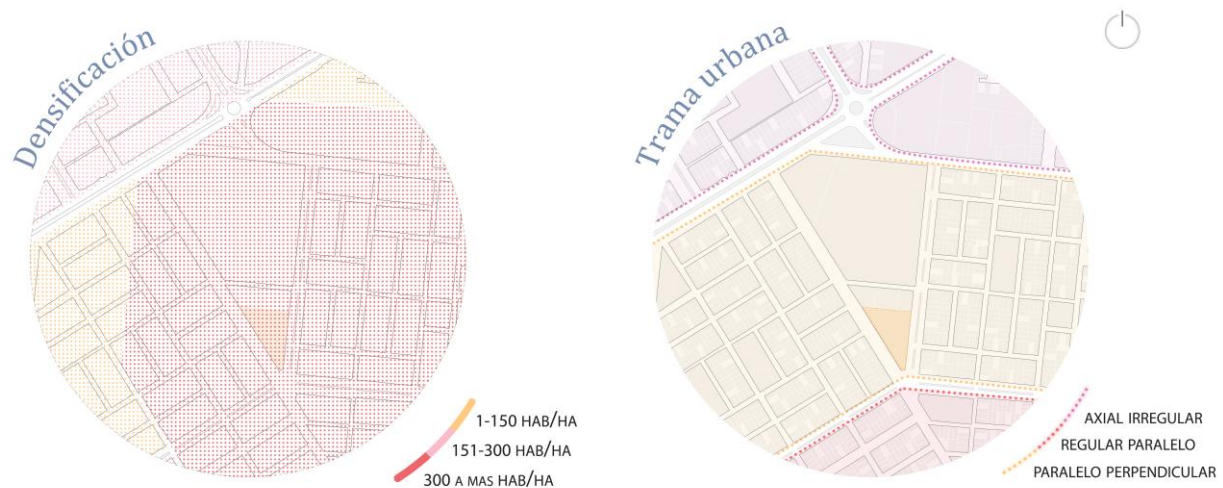 Densificación
1-150 HAB/HA
151-300 HAB/HA
300 A MAS HAB/HA
Trama urbana
AXIAL IRREGULAR
REGULAR PARALELO
PARALELO PERPENDICULAR